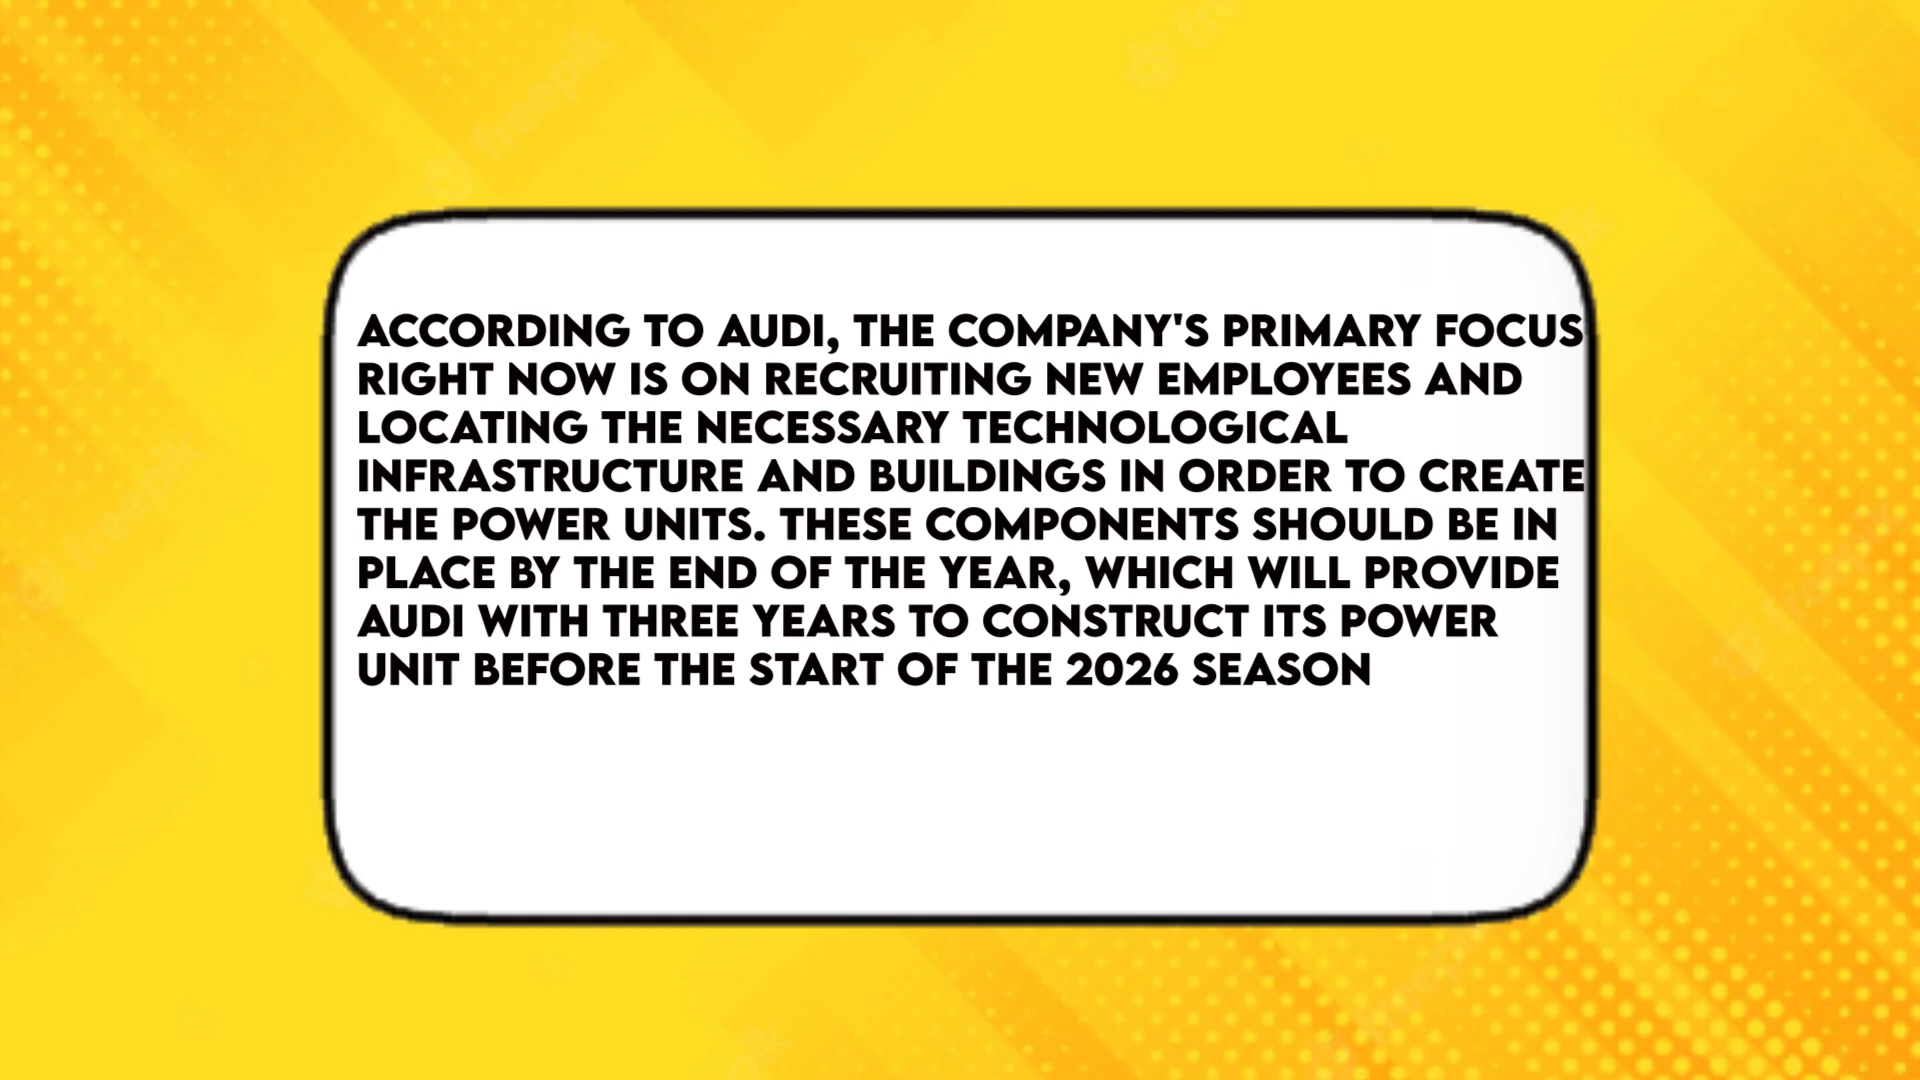 ACCORDING TO AUDI, THE COMPANY'S PRIMARY FOCUS
RIGHT NOW IS ON RECRUITING NEW EMPLOYEES AND
LOCATING THE NECESSARY TECHNOLOGICAL
INFRASTRUCTURE AND BUILDINGS IN ORDER TO CREATE
THE POWER UNITS. THESE COMPONENTS SHOULD BE IN
PLACE BY THE END OF THE YEAR, WHICH WILL PROVIDE
AUDI WITH THREE YEARS TO CONSTRUCT ITS POWER
UNIT BEFORE THE START OF THE 2026 SEASON